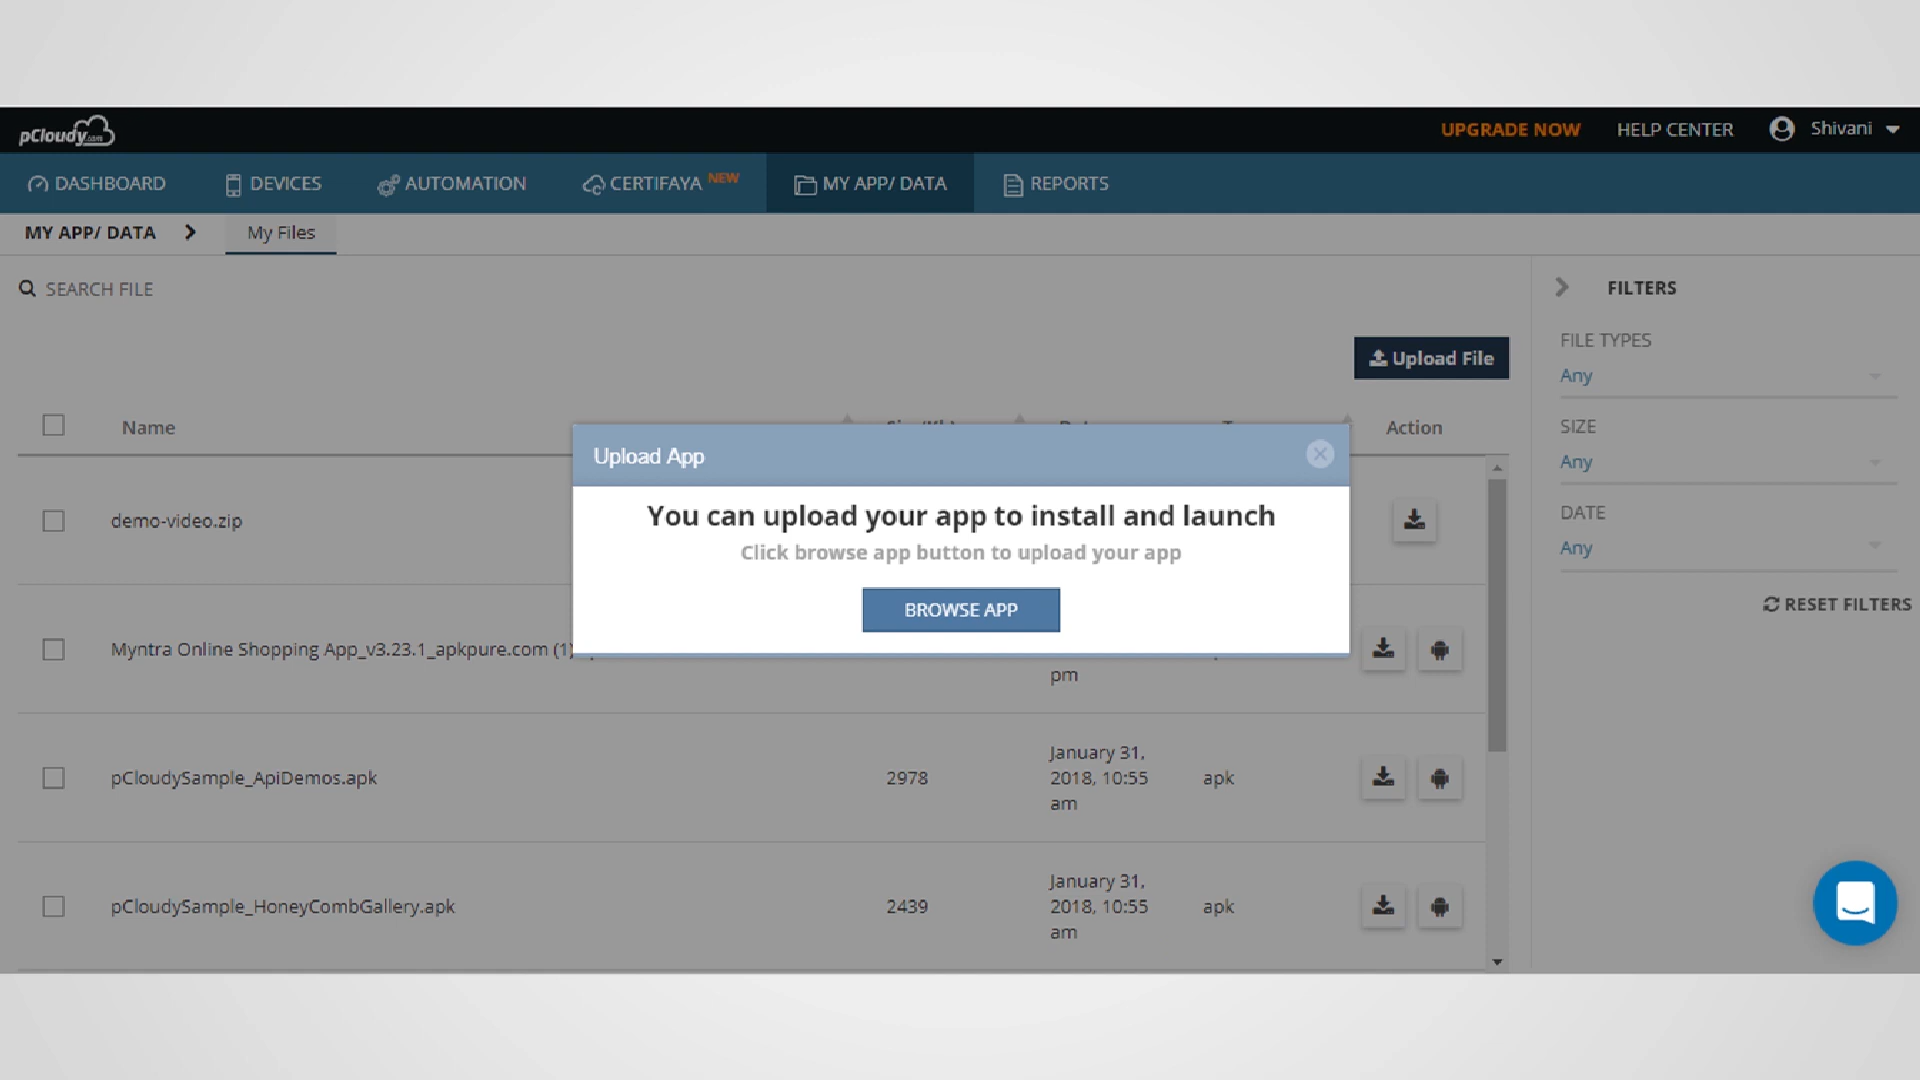 pCloudy.com
UPGRADE NOW
HELP CENTER
Shivani
DASHBOARD
DEVICES
AUTOMATION
CERTIFAYA NEW
MY APP/ DATA
REPORTS
MY APP/ DATA
My Files
SEARCH FILE
FILTERS
FILE TYPES
Any
SIZE
Any
DATE
Any
RESET FILTERS
Upload File
Name
Action
Upload App
You can upload your app to install and launch
Click browse app button to upload your app
BROWSE APP
demo-video.zip
Myntra Online Shopping App_v3.23.1_apkpure.com (1)
pm
pCloudySample_ApiDemos.apk
2978
January 31,
2018, 10:55
am
apk
pCloudySample_HoneyCombGallery.apk
2439
January 31,
2018, 10:55
am
apk